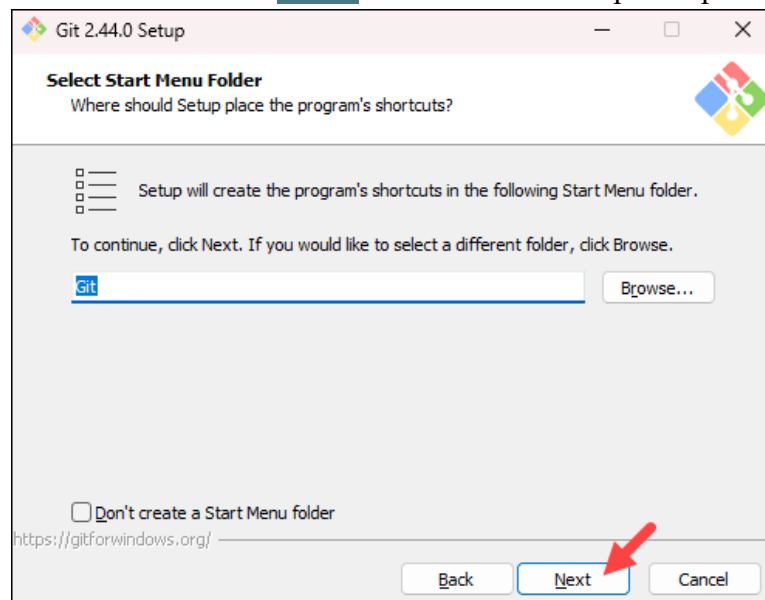 Git 2.44.0 Setup
Select Start Menu Folder
Where should Setup place the program's shortcuts?
Setup will create the program's shortcuts in the following Start Menu folder.
To continue, click Next. If you would like to select a different folder, click Browse.
Git
Browse...
Don't create a Start Menu folder
https://gitforwindows.org/
Back
Next
Cancel